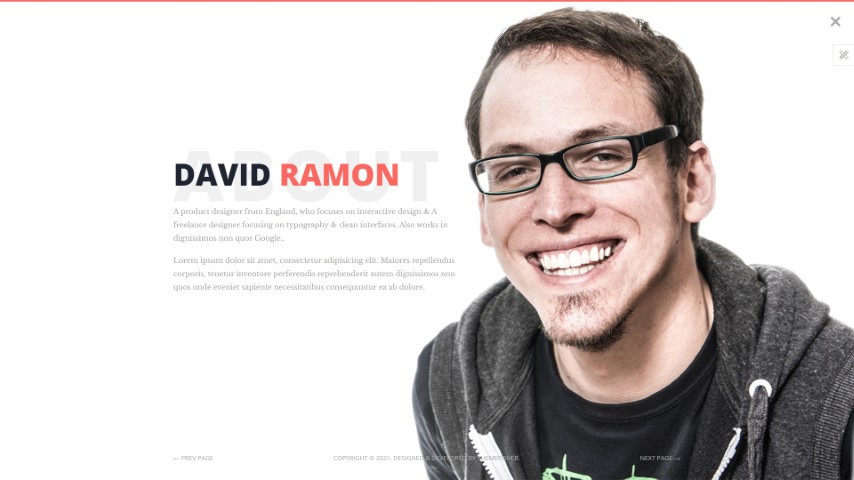 ABOUT
DAVID RAMON
A product designer from England, who focuses on interactive design & A
freelance designer focusing on typography & clean interfaces. Also works in
dignissimos non quos Google..
Lorem ipsum dolor sit amet, consectetur adipisicing elit. Maiores repellendus
corporis, tenetur inventore perferendis reprehenderit autem dignissimos non
quos unde eveniet sapiente necessitatibus consequuntur ea ab dolore.
← PREV PAGE
COPYRIGHT © 2021, DESIGNED & DEVELOPED BY
NEXT PAGE →